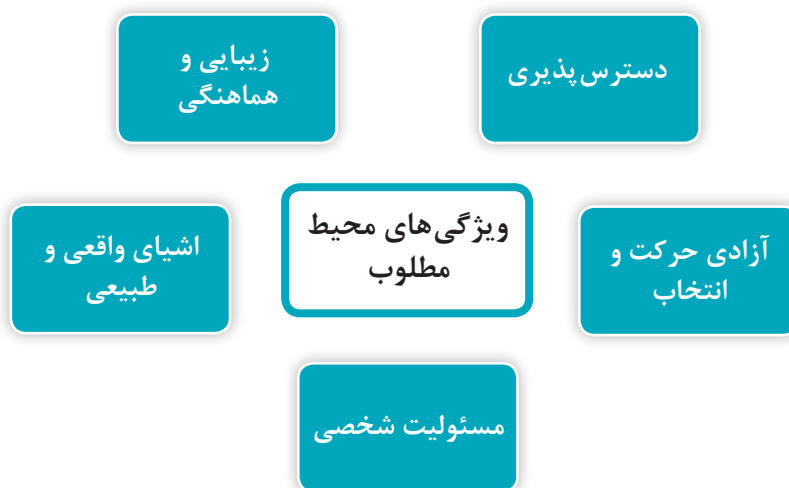 دسترس‌پذیری
زیبایی و
هماهنگی
ویژگی‌های محیط
مطلوب
آزادی حرکت و
انتخاب
اشیای واقعی و
طبیعی
مسئولیت شخصی